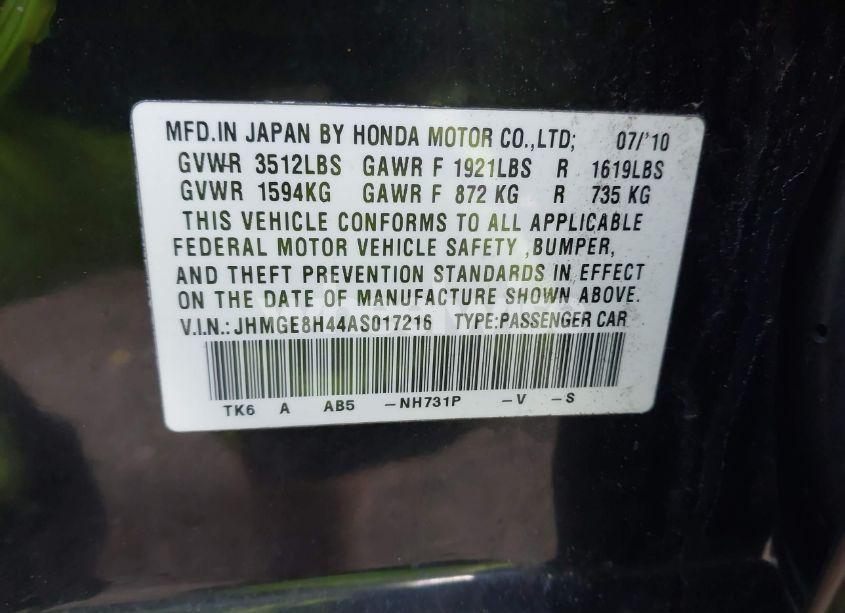 MFD.IN JAPAN BY HONDA MOTOR CO.,LTD; 07/'10
GVWR 3512LBS GAWR F 1921LBS R 1619LBS
GVWR 1594KG GAWR F 872 KG R 735 KG
THIS VEHICLE CONFORMS TO ALL APPLICABLE
FEDERAL MOTOR VEHICLE SAFETY ,BUMPER,
AND THEFT PREVENTION STANDARDS IN EFFECT
ON THE DATE OF MANUFACTURE SHOWN ABOVE.
V.I.N.:JHMGE8H44AS017216 TYPE:PASSENGER CAR
TK6 A AB5 -NH731P -V -S